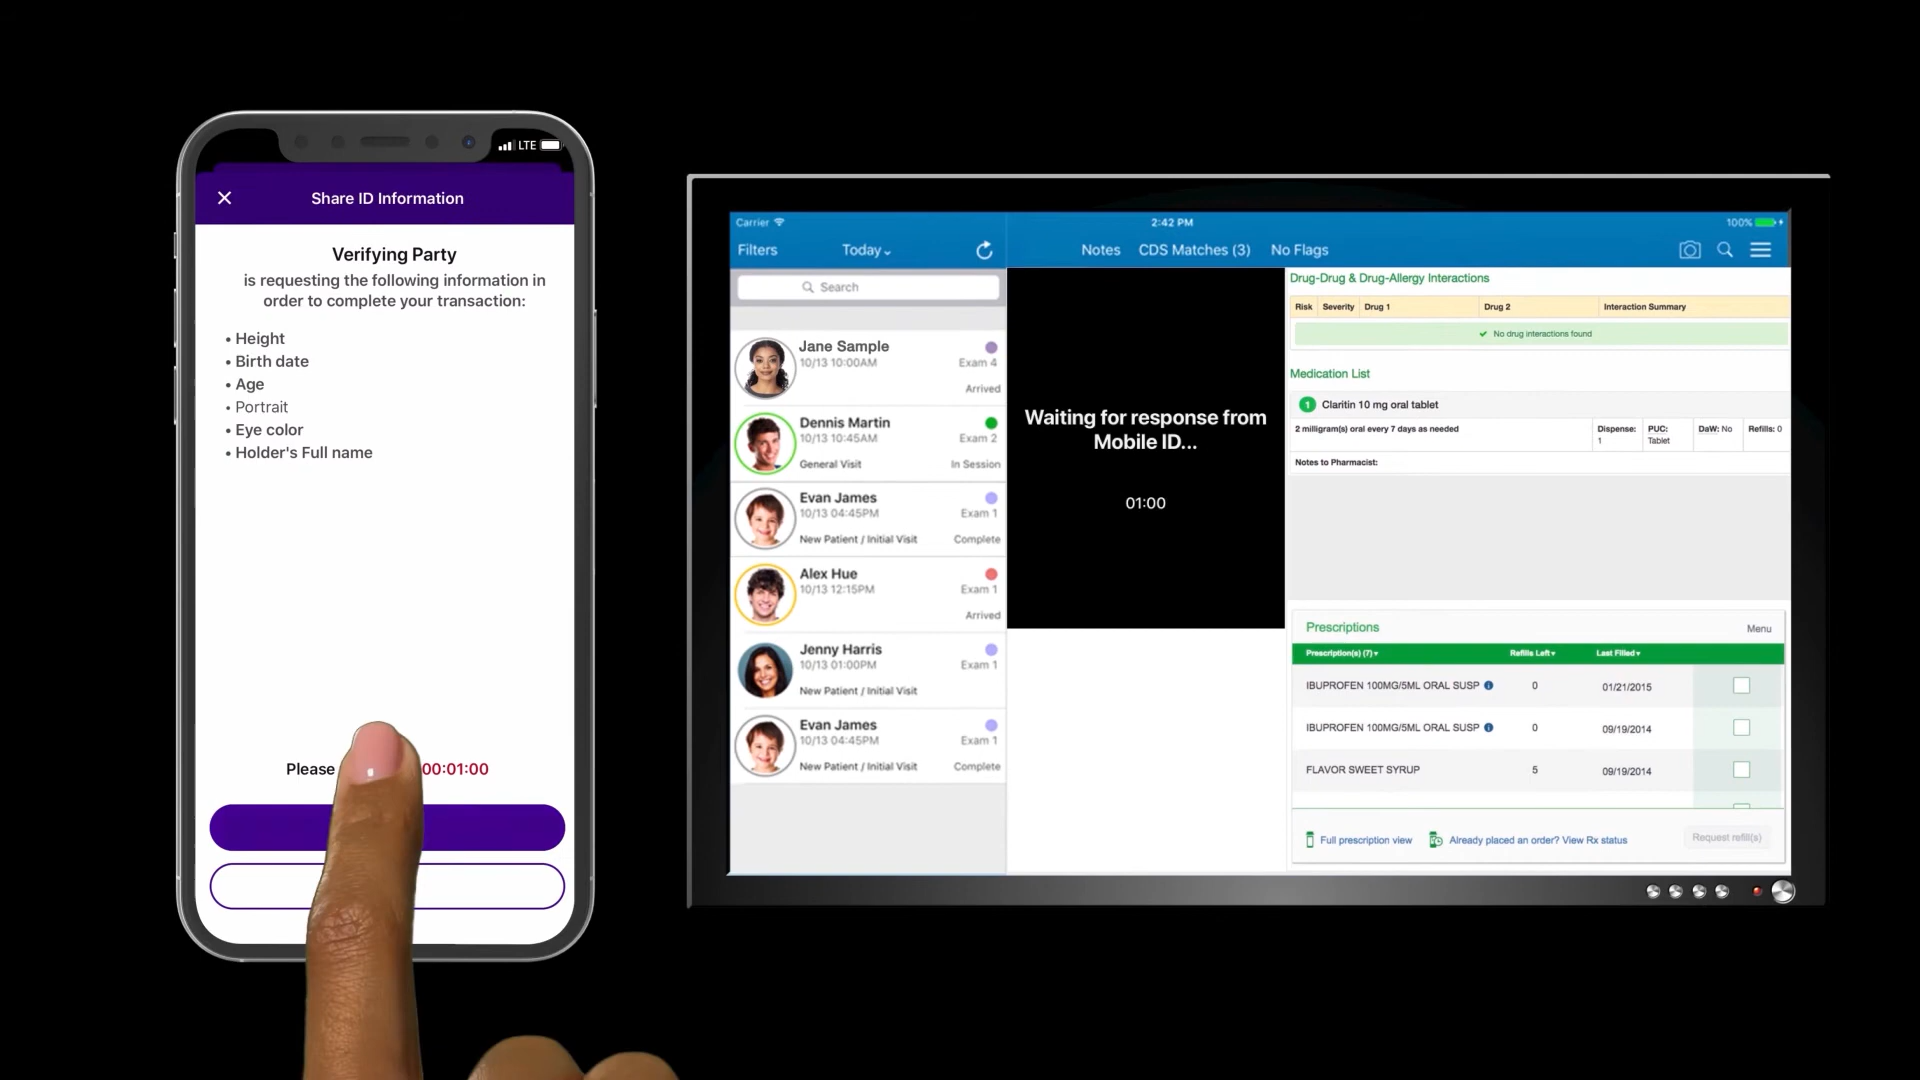 LTE
Share ID Information
Verifying Party
is requesting the following information in
order to complete your transaction:
• Height
• Birth date
• Age
• Portrait
• Eye color
• Holder's Full name
Please 00:01:00
Carrier 2:42 PM 100%
Filters Today Notes CDS Matches (3) No Flags
Search
Jane Sample
10/13 10:00AM Exam 4
Arrived
Dennis Martin
10/13 10:45AM Exam 2
General Visit In Session
Evan James
10/13 04:45PM Exam 1
New Patient / Initial Visit Complete
Alex Hue
10/13 12:15PM Exam 1
Arrived
Jenny Harris
10/13 01:00PM Exam 1
New Patient / Initial Visit
Evan James
10/13 04:45PM Exam 1
New Patient / Initial Visit Complete
Waiting for response from
Mobile ID...
01:00
Drug-Drug & Drug-Allergy Interactions
Risk Severity Drug 1 Drug 2 Interaction Summary
No drug interactions found
Medication List
1 Claritin 10 mg oral tablet
2 milligram(s) oral every 7 days as needed Dispense: PUC: DaW: No Refills: 0
1 Tablet
Notes to Pharmacist:
Prescriptions Menu
Prescription(s) (7) Refills Left Last Filled
IBUPROFEN 100MG/5ML ORAL SUSP 0 01/21/2015
IBUPROFEN 100MG/5ML ORAL SUSP 0 09/19/2014
FLAVOR SWEET SYRUP 5 09/19/2014
Full prescription view Already placed an order? View Rx status Request refill(s)